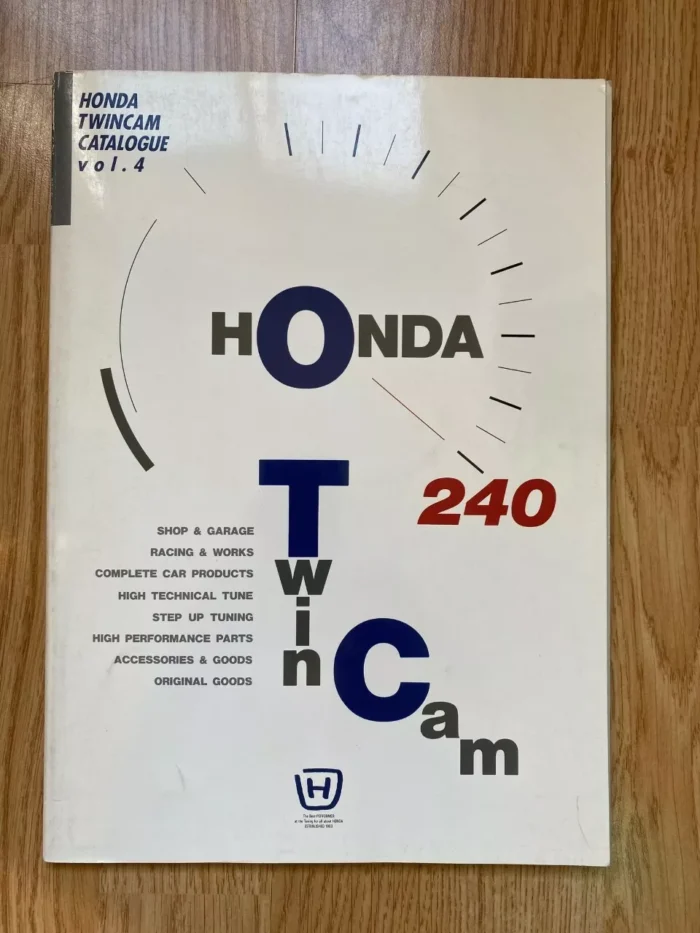 HONDA
TWINCAM
CATALOGUE
vol.4
HONDA
240
Twin
Cam
SHOP & GARAGE
RACING & WORKS
COMPLETE CAR PRODUCTS
HIGH TECHNICAL TUNE
STEP UP TUNING
HIGH PERFORMANCE PARTS
ACCESSORIES & GOODS
ORIGINAL GOODS
H